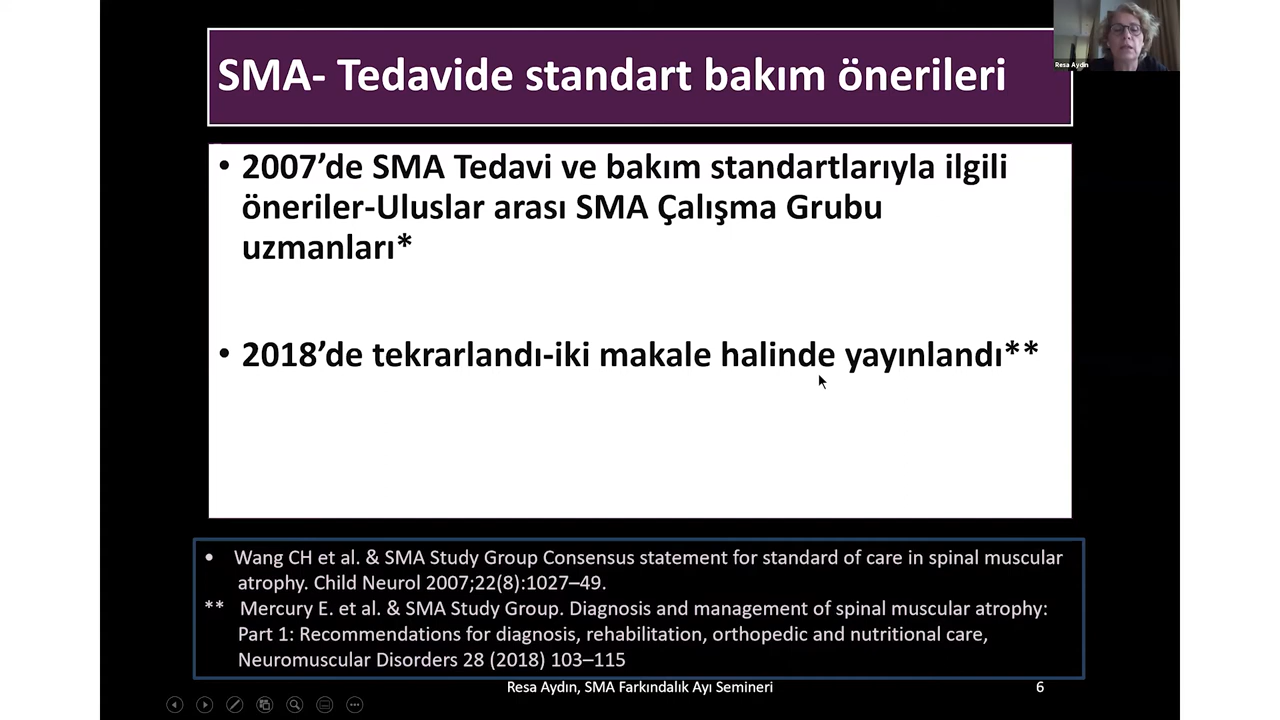 SMA- Tedavide standart bakım önerileri
Resa Aydın
• 2007’de SMA Tedavi ve bakım standartlarıyla ilgili
öneriler-Uluslar arası SMA Çalışma Grubu
uzmanları*
• 2018’de tekrarlandı-iki makale halinde yayınlandı**
• Wang CH et al. & SMA Study Group Consensus statement for standard of care in spinal muscular
atrophy. Child Neurol 2007;22(8):1027–49.
** Mercury E. et al. & SMA Study Group. Diagnosis and management of spinal muscular atrophy:
Part 1: Recommendations for diagnosis, rehabilitation, orthopedic and nutritional care,
Neuromuscular Disorders 28 (2018) 103–115
Resa Aydın, SMA Farkındalık Ayı Semineri 6